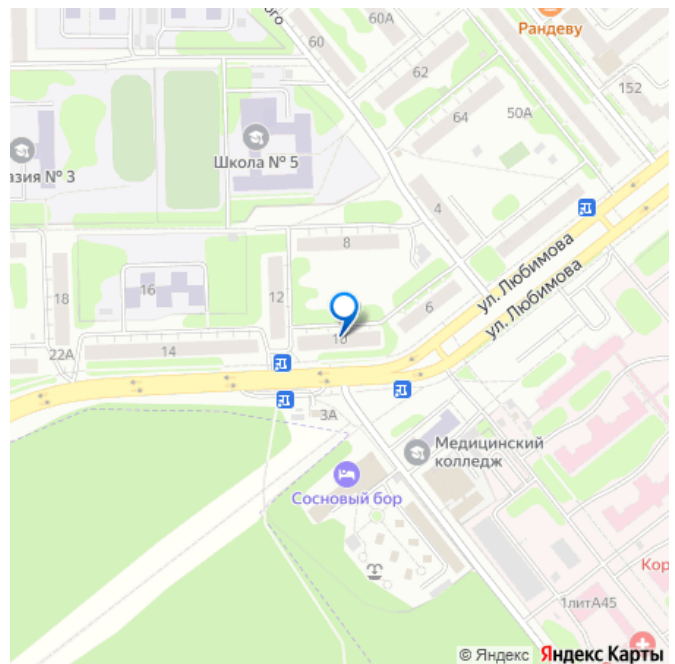 ого
60А
Рандеву
60
62
152
64
50А
Школа № 5
азия № 3
4
8
ул. Любимова
ул. Любимова
16
12
18
6
10
14
22А
3А
Медицинский
колледж
Сосновый бор
Кор
1литА45
© Яндекс Яндекс Карты